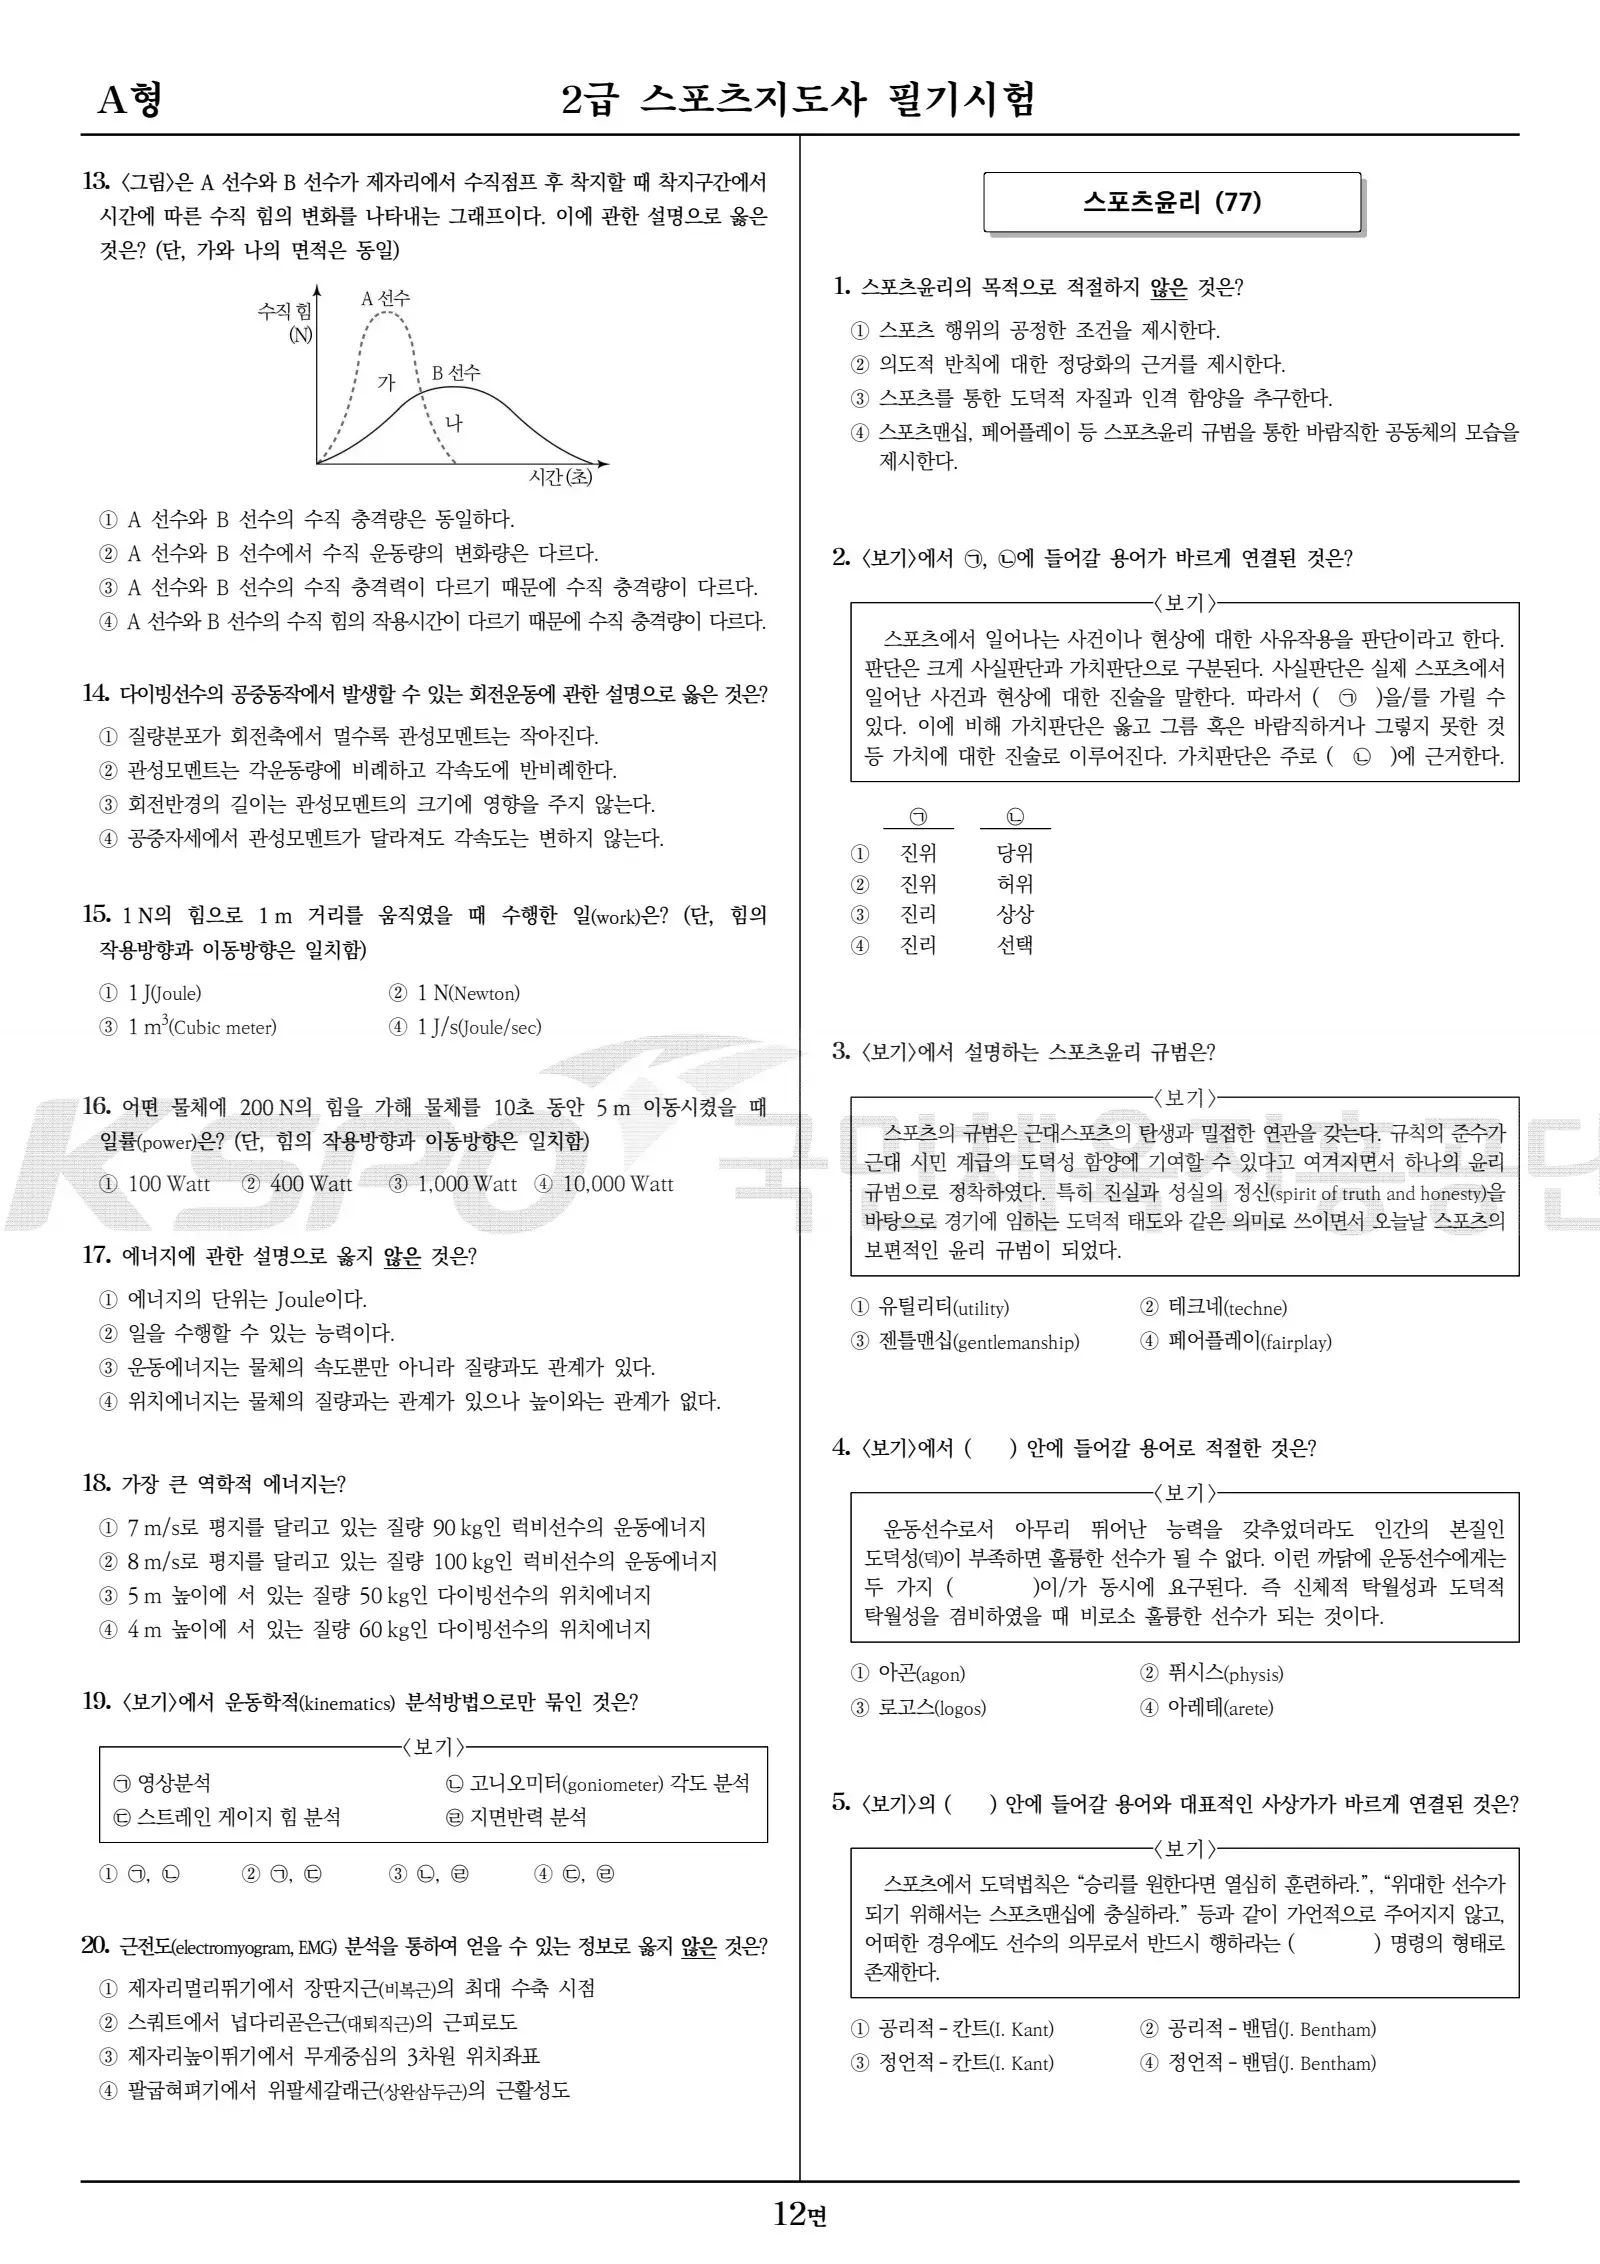 A형
2급 스포츠지도사 필기시험
13. 〈그림〉은 A 선수와 B 선수가 제자리에서 수직점프 후 착지할 때 착지구간에서
시간에 따른 수직 힘의 변화를 나타내는 그래프이다. 이에 관한 설명으로 옳은
것은? (단, 가와 나의 면적은 동일)
수직 힘
(N)
A 선수
B 선수
가
나
시간(초)
① A 선수와 B 선수의 수직 충격량은 동일하다.
② A 선수와 B 선수에서 수직 운동량의 변화량은 다르다.
③ A 선수와 B 선수의 수직 충격력이 다르기 때문에 수직 충격량이 다르다.
④ A 선수와 B 선수의 수직 힘의 작용시간이 다르기 때문에 수직 충격량이 다르다.
14. 다이빙선수의 공중동작에서 발생할 수 있는 회전운동에 관한 설명으로 옳은 것은?
① 질량분포가 회전축에서 멀수록 관성모멘트는 작아진다.
② 관성모멘트는 각운동량에 비례하고 각속도에 반비례한다.
③ 회전반경의 길이는 관성모멘트의 크기에 영향을 주지 않는다.
④ 공중자세에서 관성모멘트가 달라져도 각속도는 변하지 않는다.
15. 1 N의 힘으로 1 m 거리를 움직였을 때 수행한 일(work)은? (단, 힘의
작용방향과 이동방향은 일치함)
① 1 J(Joule) ② 1 N(Newton)
③ 1 m³(Cubic meter) ④ 1 J/s(Joule/sec)
16. 어떤 물체에 200 N의 힘을 가해 물체를 10초 동안 5 m 이동시켰을 때
일률(power)은? (단, 힘의 작용방향과 이동방향은 일치함)
① 100 Watt ② 400 Watt ③ 1,000 Watt ④ 10,000 Watt
17. 에너지에 관한 설명으로 옳지 않은 것은?
① 에너지의 단위는 Joule이다.
② 일을 수행할 수 있는 능력이다.
③ 운동에너지는 물체의 속도뿐만 아니라 질량과도 관계가 있다.
④ 위치에너지는 물체의 질량과는 관계가 있으나 높이와는 관계가 없다.
18. 가장 큰 역학적 에너지는?
① 7 m/s로 평지를 달리고 있는 질량 90 kg인 럭비선수의 운동에너지
② 8 m/s로 평지를 달리고 있는 질량 100 kg인 럭비선수의 운동에너지
③ 5 m 높이에 서 있는 질량 50 kg인 다이빙선수의 위치에너지
④ 4 m 높이에 서 있는 질량 60 kg인 다이빙선수의 위치에너지
19. 〈보기〉에서 운동학적(kinematics) 분석방법으로만 묶인 것은?
〈보기〉
㉠ 영상분석 ㉡ 고니오미터(goniometer) 각도 분석
㉢ 스트레인 게이지 힘 분석 ㉣ 지면반력 분석
① ㉠, ㉡ ② ㉠, ㉢ ③ ㉡, ㉣ ④ ㉢, ㉣
20. 근전도(electromyogram, EMG) 분석을 통하여 얻을 수 있는 정보로 옳지 않은 것은?
① 제자리멀리뛰기에서 장딴지근(비복근)의 최대 수축 시점
② 스쿼트에서 넙다리곧은근(대퇴직근)의 근피로도
③ 제자리높이뛰기에서 무게중심의 3차원 위치좌표
④ 팔굽혀펴기에서 위팔세갈래근(상완삼두근)의 근활성도
스포츠윤리 (77)
1. 스포츠윤리의 목적으로 적절하지 않은 것은?
① 스포츠 행위의 공정한 조건을 제시한다.
② 의도적 반칙에 대한 정당화의 근거를 제시한다.
③ 스포츠를 통한 도덕적 자질과 인격 함양을 추구한다.
④ 스포츠맨십, 페어플레이 등 스포츠윤리 규범을 통한 바람직한 공동체의 모습을
제시한다.
2. 〈보기〉에서 ㉠, ㉡에 들어갈 용어가 바르게 연결된 것은?
〈보기〉
스포츠에서 일어나는 사건이나 현상에 대한 사유작용을 판단이라고 한다.
판단은 크게 사실판단과 가치판단으로 구분된다. 사실판단은 실제 스포츠에서
일어난 사건과 현상에 대한 진술을 말한다. 따라서 ( ㉠ )을/를 가릴 수
있다. 이에 비해 가치판단은 옳고 그름 혹은 바람직하거나 그렇지 못한 것
등 가치에 대한 진술로 이루어진다. 가치판단은 주로 ( ㉡ )에 근거한다.
㉠ ㉡
① 진위 당위
② 진위 허위
③ 진리 상상
④ 진리 선택
3. 〈보기〉에서 설명하는 스포츠윤리 규범은?
〈보기〉
스포츠의 규범은 근대스포츠의 탄생과 밀접한 연관을 갖는다. 규칙의 준수가
근대 시민 계급의 도덕성 함양에 기여할 수 있다고 여겨지면서 하나의 윤리
규범으로 정착하였다. 특히 진실과 성실의 정신(spirit of truth and honesty)을
바탕으로 경기에 임하는 도덕적 태도와 같은 의미로 쓰이면서 오늘날 스포츠의
보편적인 윤리 규범이 되었다.
① 유틸리티(utility) ② 테크네(techne)
③ 젠틀맨십(gentlemanship) ④ 페어플레이(fairplay)
4. 〈보기〉에서 ( ) 안에 들어갈 용어로 적절한 것은?
〈보기〉
운동선수로서 아무리 뛰어난 능력을 갖추었더라도 인간의 본질인
도덕성(덕)이 부족하면 훌륭한 선수가 될 수 없다. 이런 까닭에 운동선수에게는
두 가지 ( )이/가 동시에 요구된다. 즉 신체적 탁월성과 도덕적
탁월성을 겸비하였을 때 비로소 훌륭한 선수가 되는 것이다.
① 아곤(agon) ② 퓌시스(physis)
③ 로고스(logos) ④ 아레테(arete)
5. 〈보기〉의 ( ) 안에 들어갈 용어와 대표적인 사상가가 바르게 연결된 것은?
〈보기〉
스포츠에서 도덕법칙은 “승리를 원한다면 열심히 훈련하라.”, “위대한 선수가
되기 위해서는 스포츠맨십에 충실하라.” 등과 같이 가언적으로 주어지지 않고,
어떠한 경우에도 선수의 의무로서 반드시 행하라는 ( ) 명령의 형태로
존재한다.
① 공리적 – 칸트(I. Kant) ② 공리적 – 밴덤(J. Bentham)
③ 정언적 – 칸트(I. Kant) ④ 정언적 – 밴덤(J. Bentham)
KSPO 국민체육진흥공단
12면